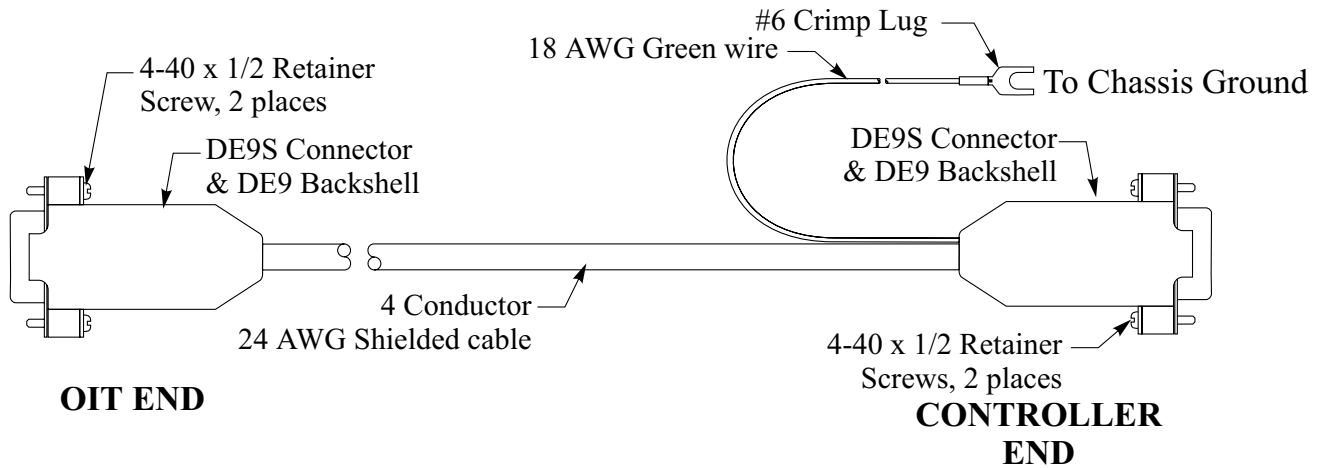 #6 Crimp Lug
18 AWG Green wire
4-40 x 1/2 Retainer
Screw, 2 places
To Chassis Ground
DE9S Connector
& DE9 Backshell
DE9S Connector
& DE9 Backshell
4 Conductor
24 AWG Shielded cable
4-40 x 1/2 Retainer
Screws, 2 places
OIT END
CONTROLLER
END